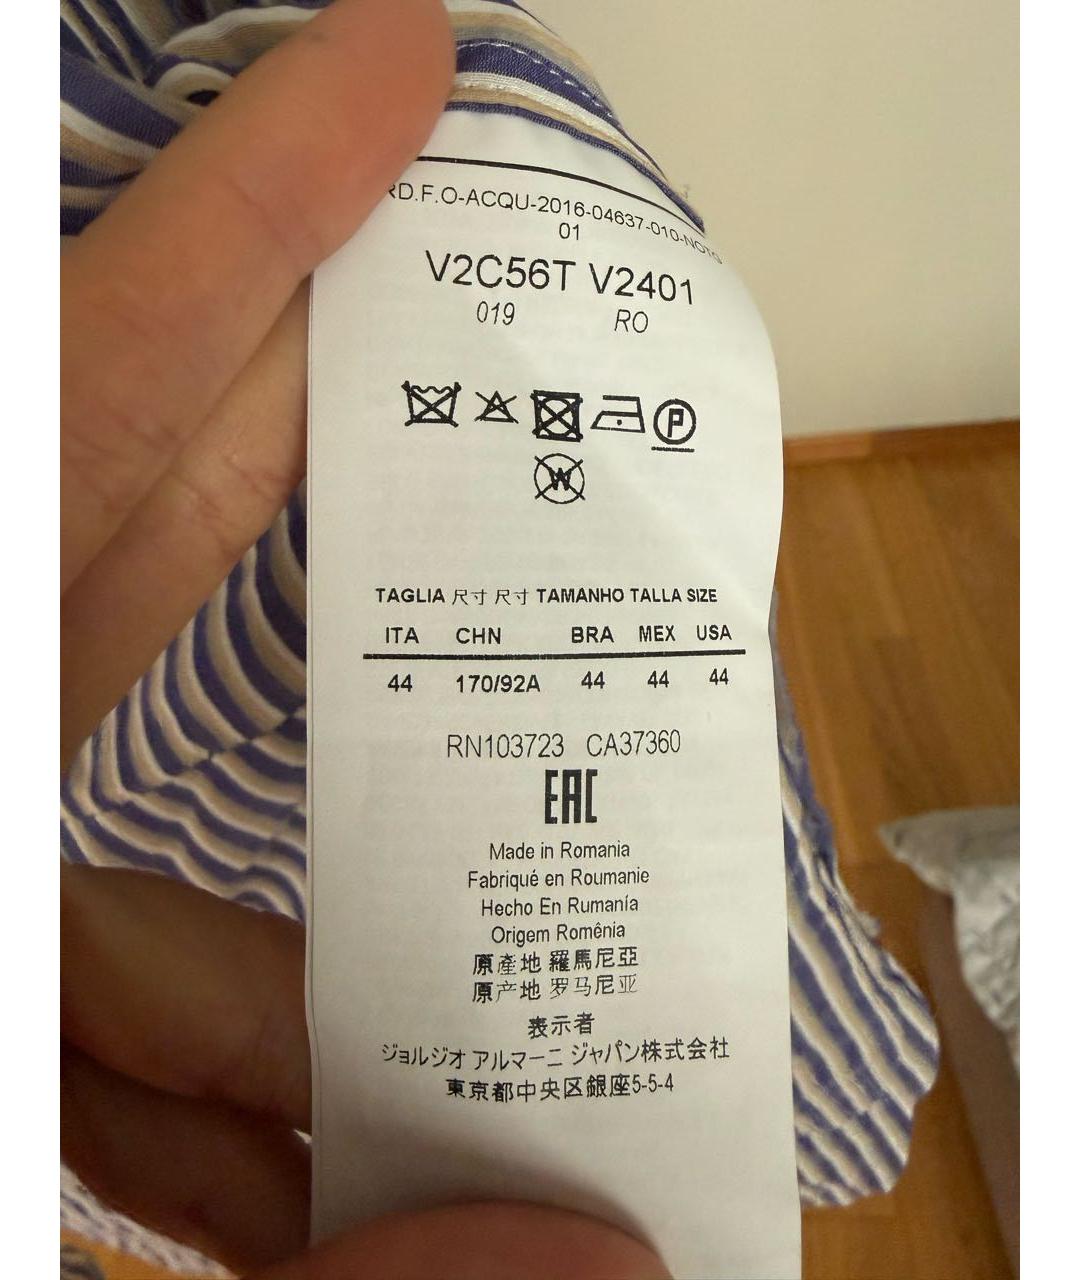 RD.F.O-ACQU-2016-04637-010-NOTG
01
V2C56T V2401
019 RO
P
W
TAGLIA 尺寸 尺寸 TAMANHO TALLA SIZE
ITA CHN BRA MEX USA
44 170/92A 44 44 44
RN103723 CA37360
EAC
Made in Romania
Fabriqué en Roumanie
Hecho En Rumanía
Origem Romênia
原產地 羅馬尼亞
原产地 罗马尼亚
表示者
ジョルジオ アルマーニ ジャパン株式会社
東京都中央区銀座5-5-4